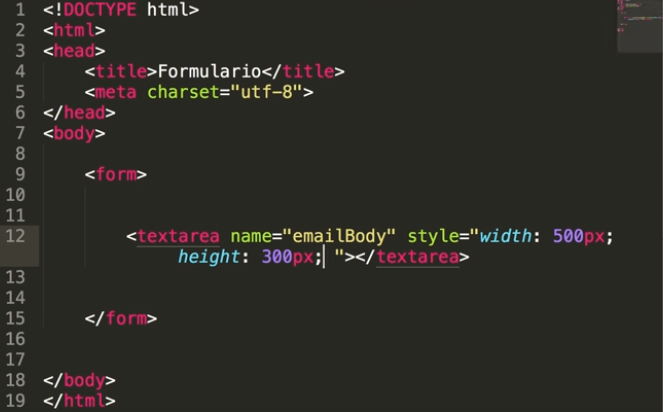 1 <!DOCTYPE html>
2 <html>
3 <head>
4 <title>Formulario</title>
5 <meta charset="utf-8">
6 </head>
7 <body>
8
9 <form>
10
11
12 <textarea name="emailBody" style="width: 500px;
height: 300px; "></textarea>
13
14
15 </form>
16
17
18 </body>
19 </html>